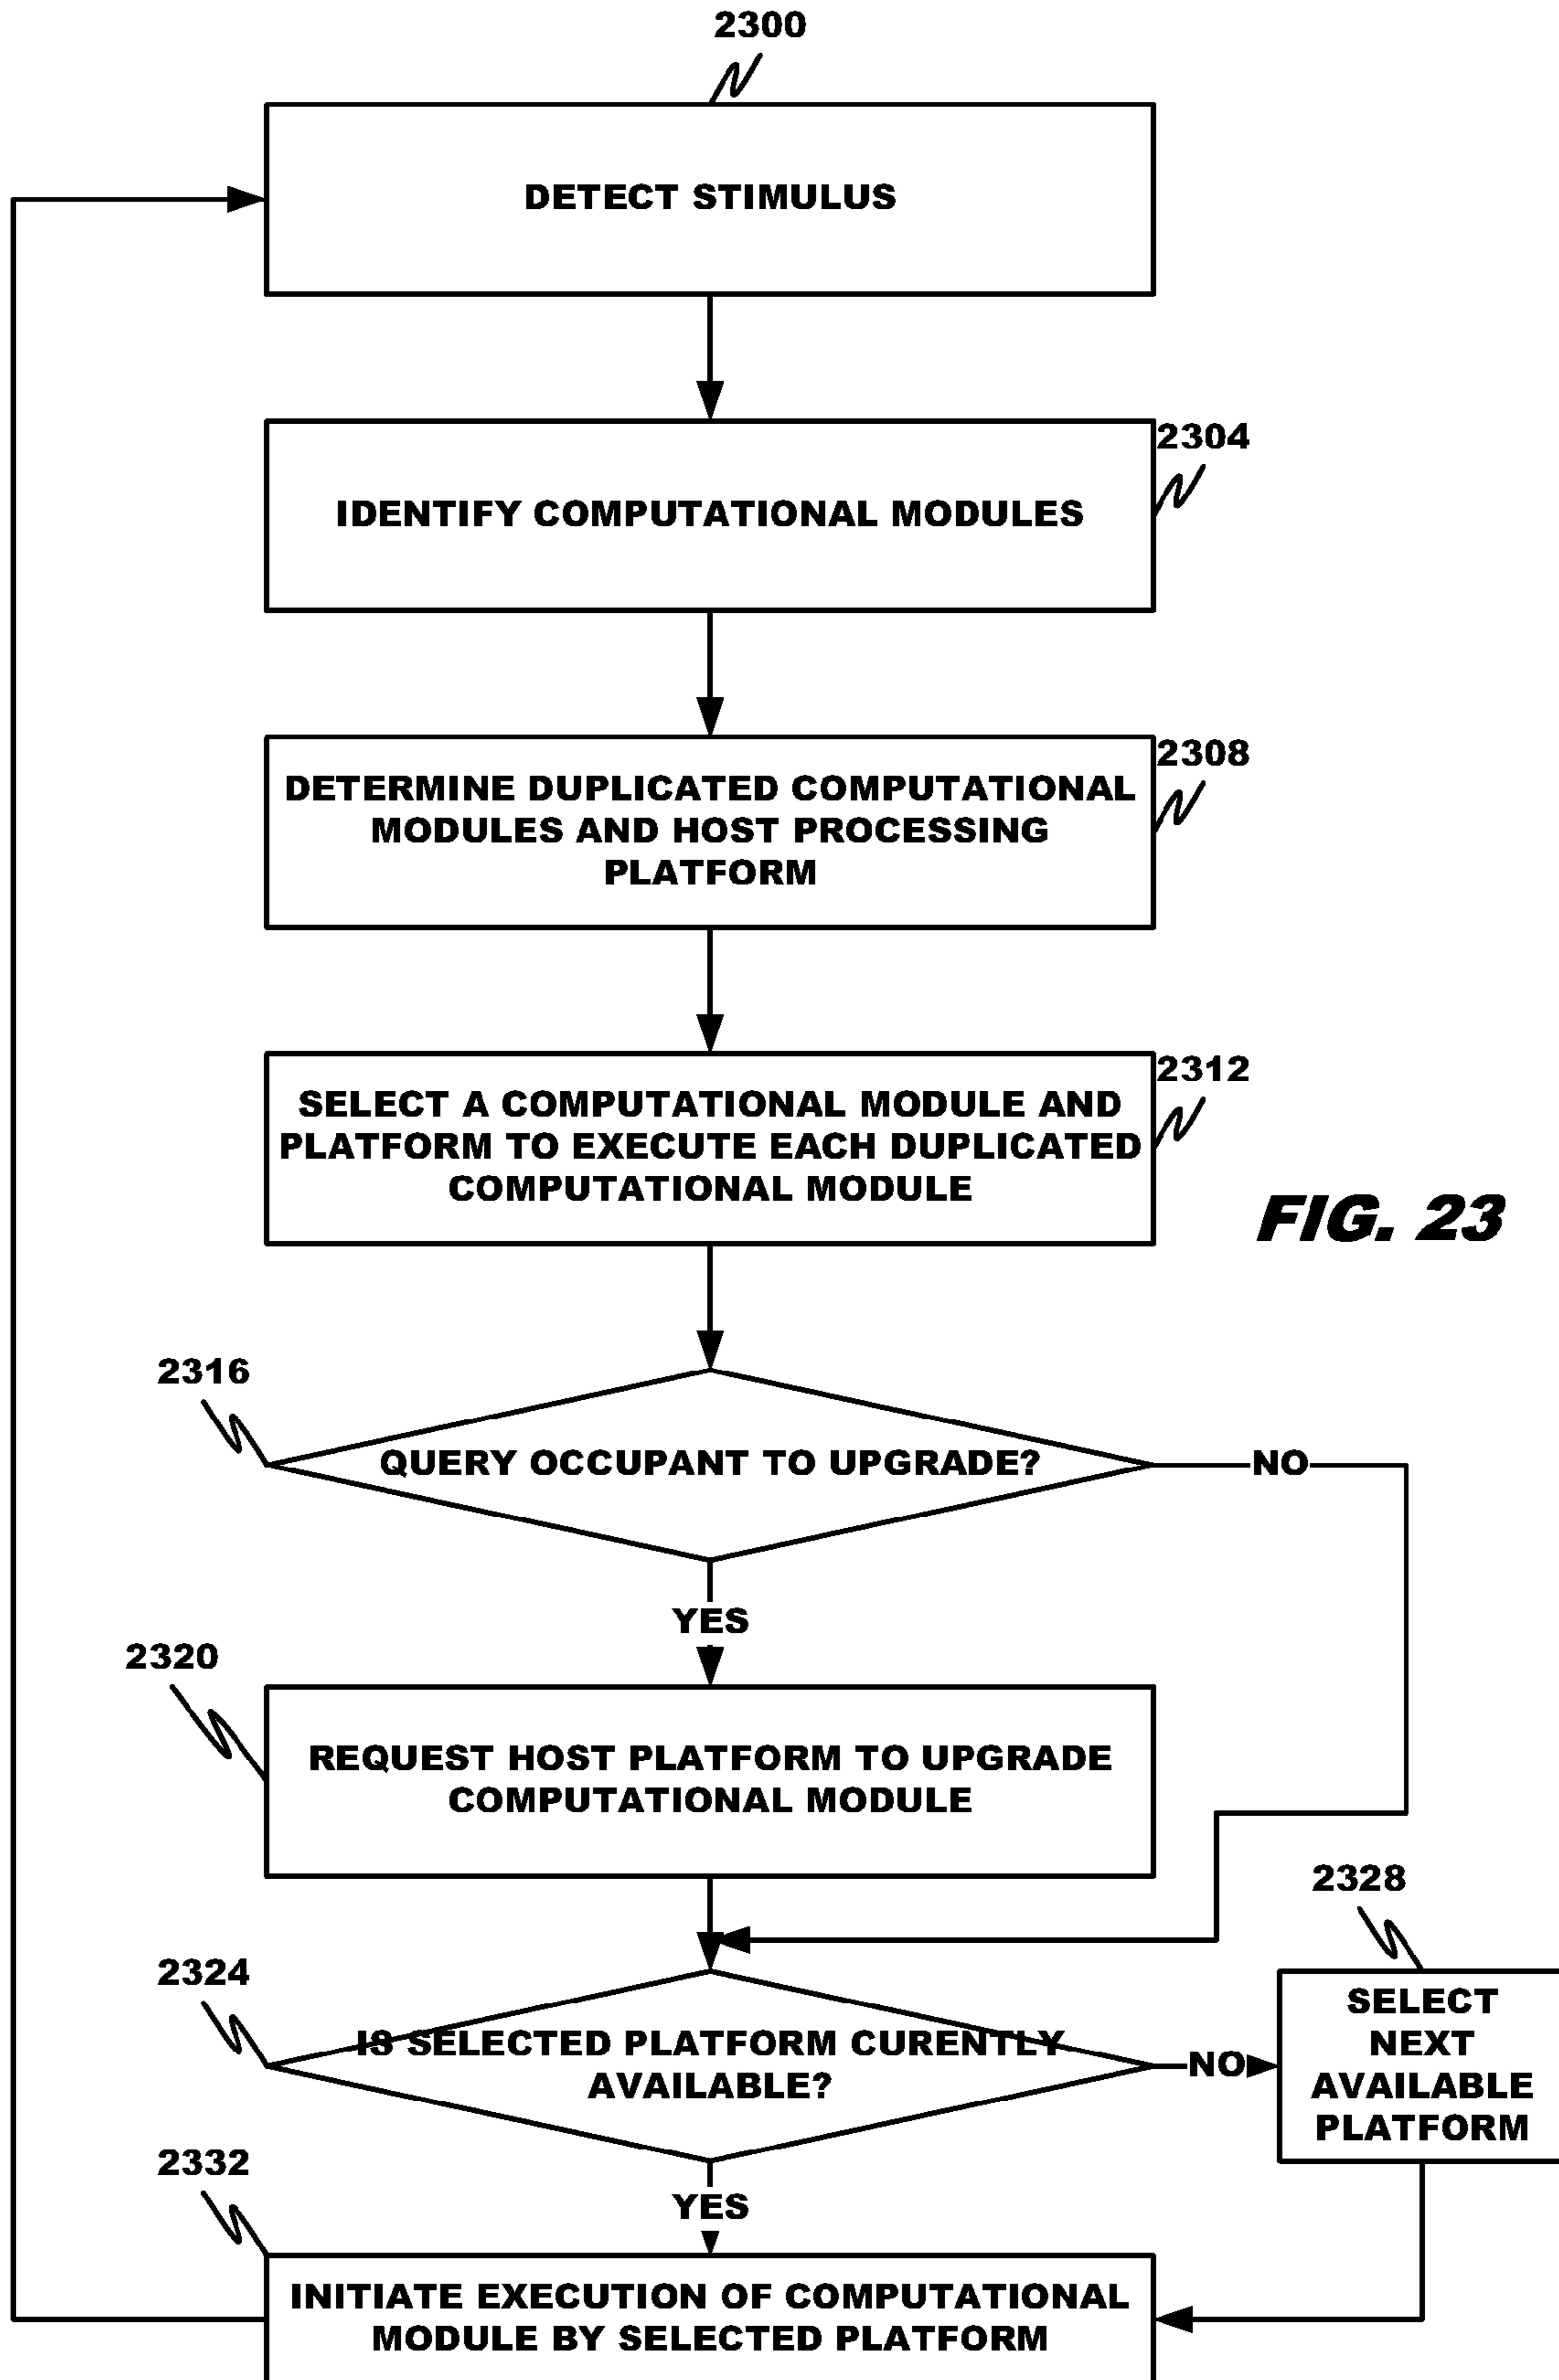 2300
DETECT STIMULUS
2304
IDENTIFY COMPUTATIONAL MODULES
2308
DETERMINE DUPLICATED COMPUTATIONAL
MODULES AND HOST PROCESSING
PLATFORM
2312
SELECT A COMPUTATIONAL MODULE AND
PLATFORM TO EXECUTE EACH DUPLICATED
COMPUTATIONAL MODULE
FIG. 23
2316
QUERY OCCUPANT TO UPGRADE?
NO
YES
2320
REQUEST HOST PLATFORM TO UPGRADE
COMPUTATIONAL MODULE
2328
2324
IS SELECTED PLATFORM CURENTLY
AVAILABLE?
NO
SELECT
NEXT
AVAILABLE
PLATFORM
YES
2332
INITIATE EXECUTION OF COMPUTATIONAL
MODULE BY SELECTED PLATFORM